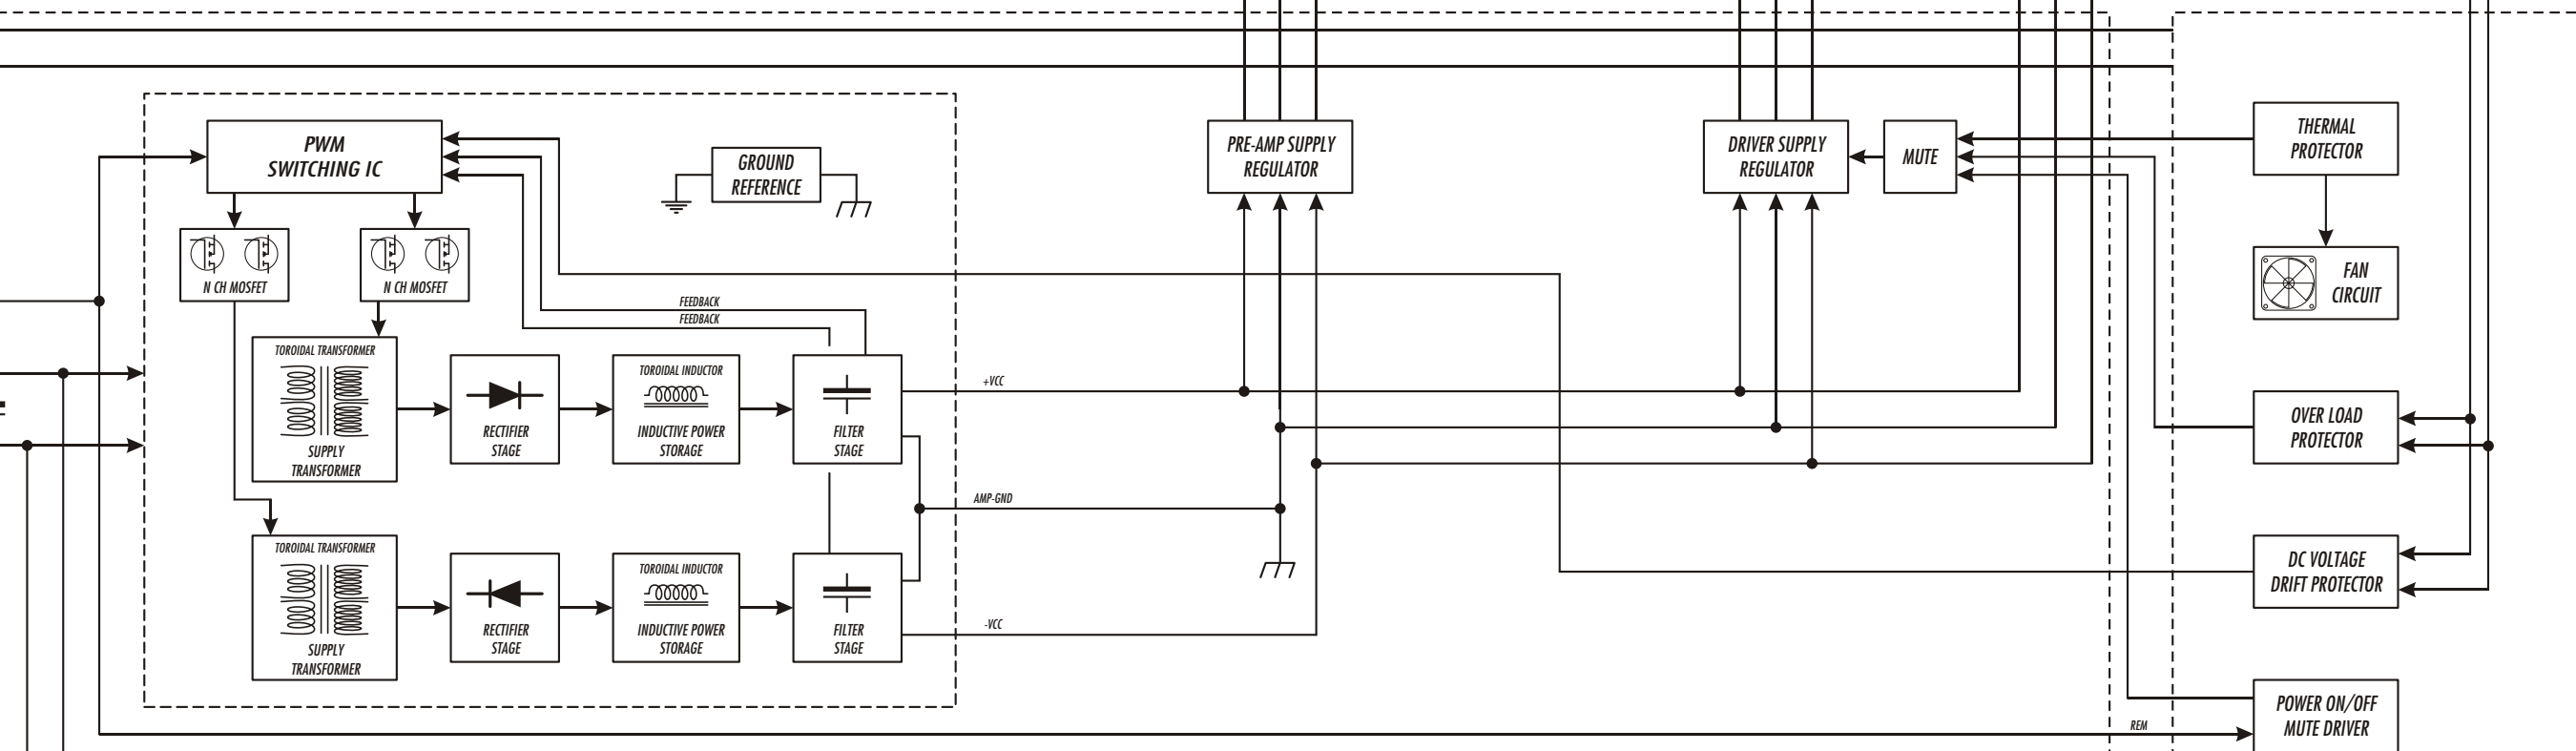 PWM
SWITCHING IC
GROUND
REFERENCE
PRE-AMP SUPPLY
REGULATOR
DRIVER SUPPLY
REGULATOR
MUTE
THERMAL
PROTECTOR
N CH MOSFET
N CH MOSFET
FAN
CIRCUIT
FEEDBACK
FEEDBACK
TOROIDAL TRANSFORMER
SUPPLY
TRANSFORMER
RECTIFIER
STAGE
TOROIDAL INDUCTOR
INDUCTIVE POWER
STORAGE
FILTER
STAGE
+VCC
OVER LOAD
PROTECTOR
AMP-GND
TOROIDAL TRANSFORMER
SUPPLY
TRANSFORMER
RECTIFIER
STAGE
TOROIDAL INDUCTOR
INDUCTIVE POWER
STORAGE
FILTER
STAGE
-VCC
DC VOLTAGE
DRIFT PROTECTOR
REM
POWER ON/OFF
MUTE DRIVER